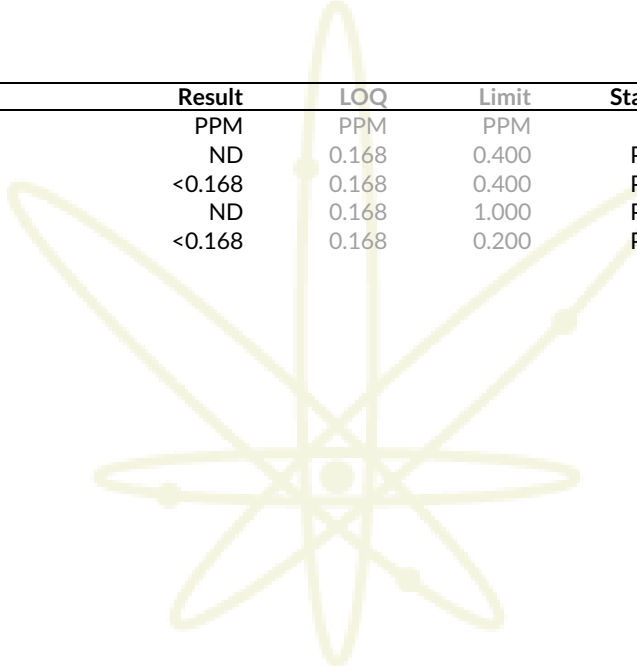 Result LOQ Limit Sta
PPM PPM PPM
ND 0.168 0.400 P
<0.168 0.168 0.400 P
ND 0.168 1.000 P
<0.168 0.168 0.200 P